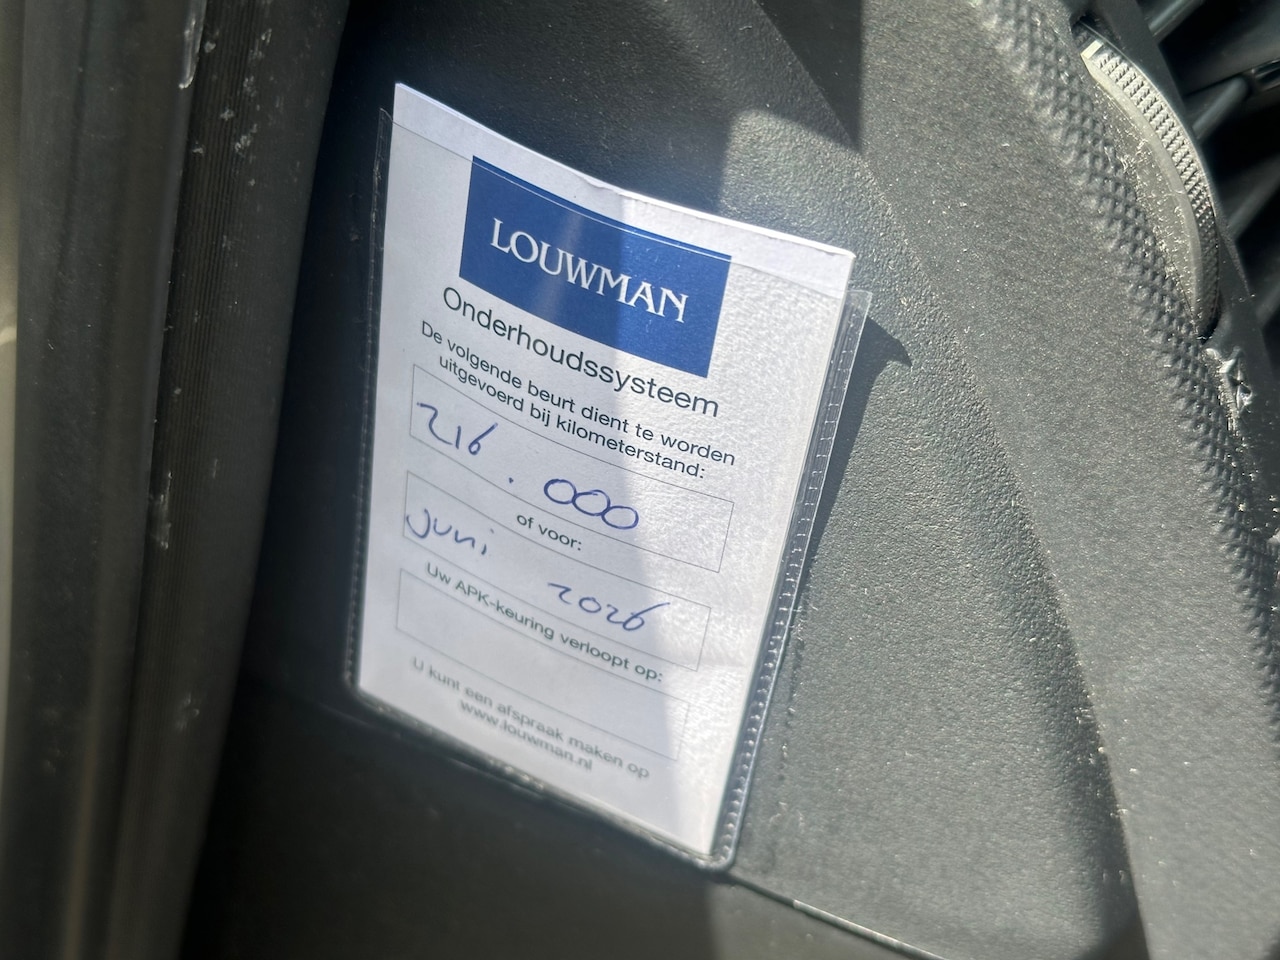 LOUWMAN
Onderhoudssysteem
De volgende beurt dient te worden
uitgevoerd bij kilometerstand:
216.000
of voor:
juni 2026
Uw APK-keuring verloopt op:
U kunt een afspraak maken op
www.louwman.nl